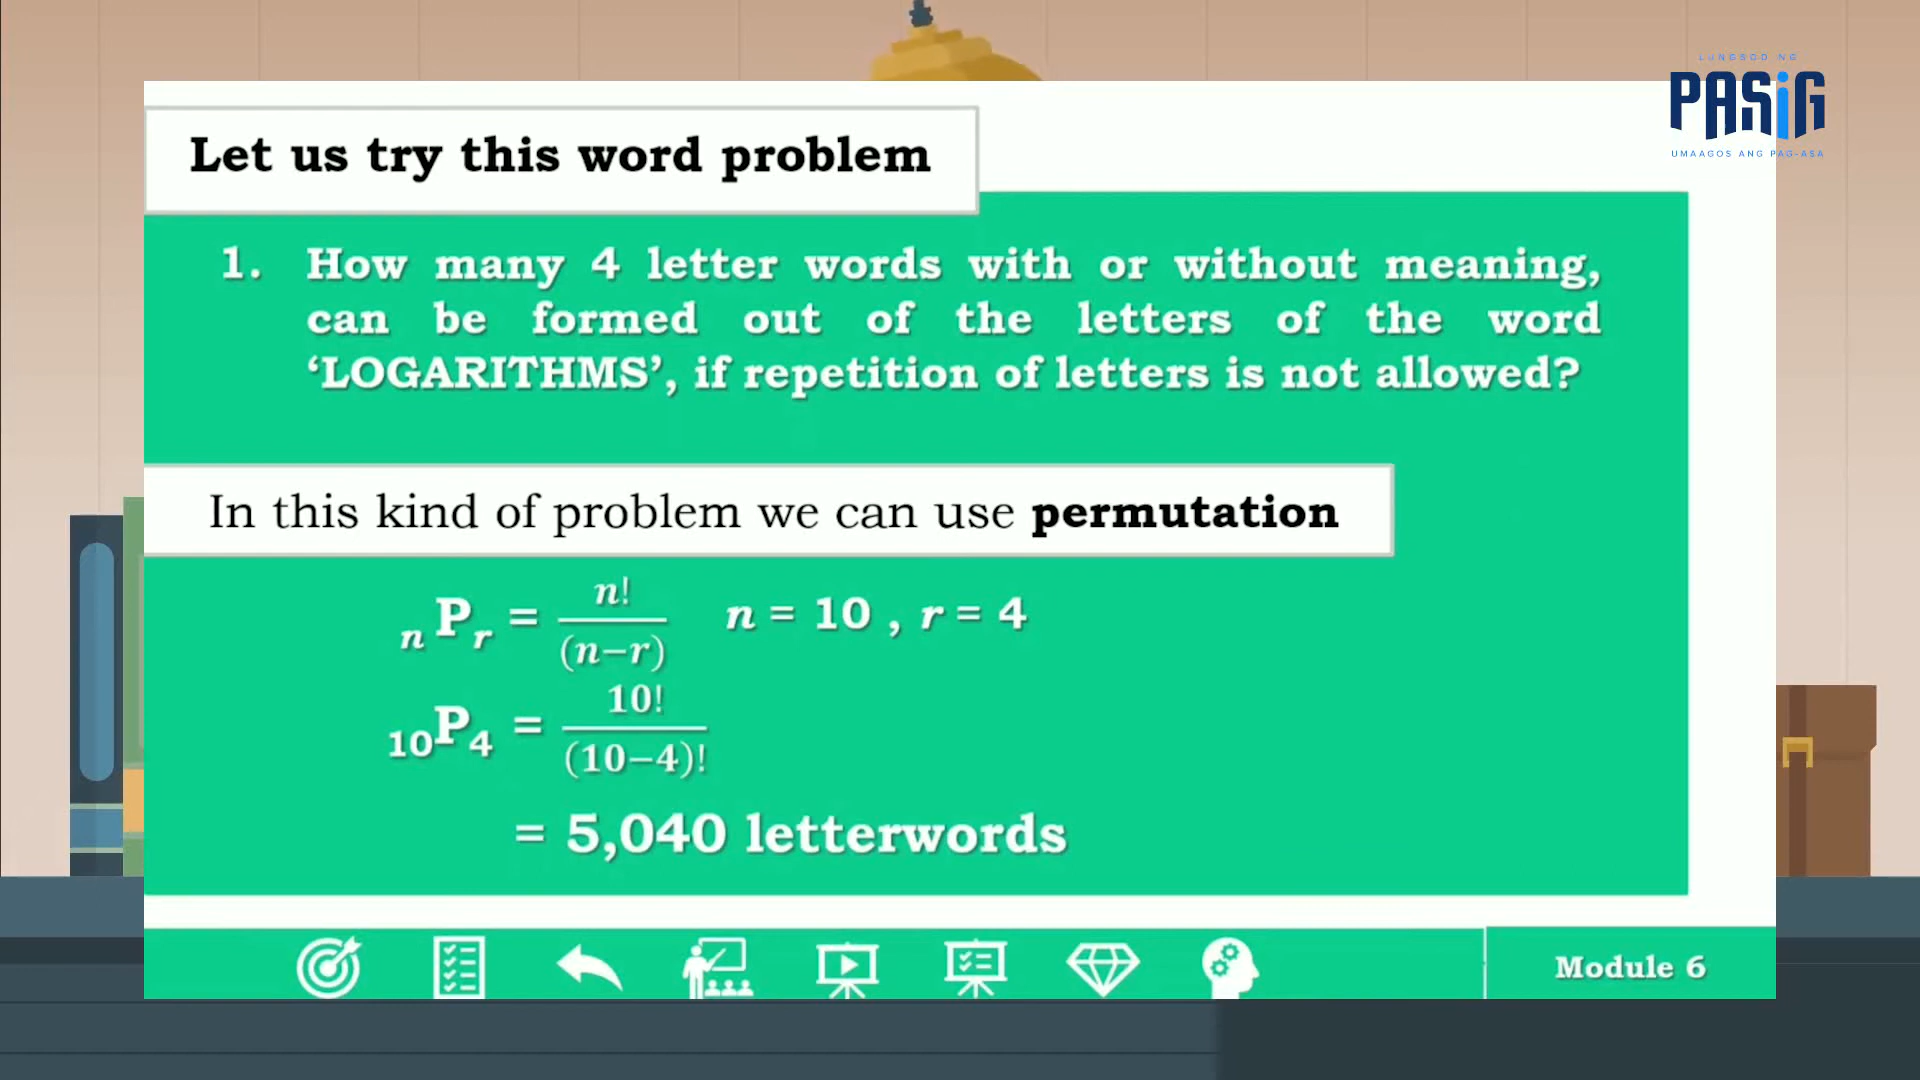 LUNGSOD NG
PASiG
UMAAGOS ANG PAG-ASA
Let us try this word problem
1. How many 4 letter words with or without meaning,
can be formed out of the letters of the word
‘LOGARITHMS’, if repetition of letters is not allowed?
In this kind of problem we can use permutation
nPr = n!/(n−r) n = 10 , r = 4
10P4 = 10!/(10−4)!
= 5,040 letterwords
Module 6